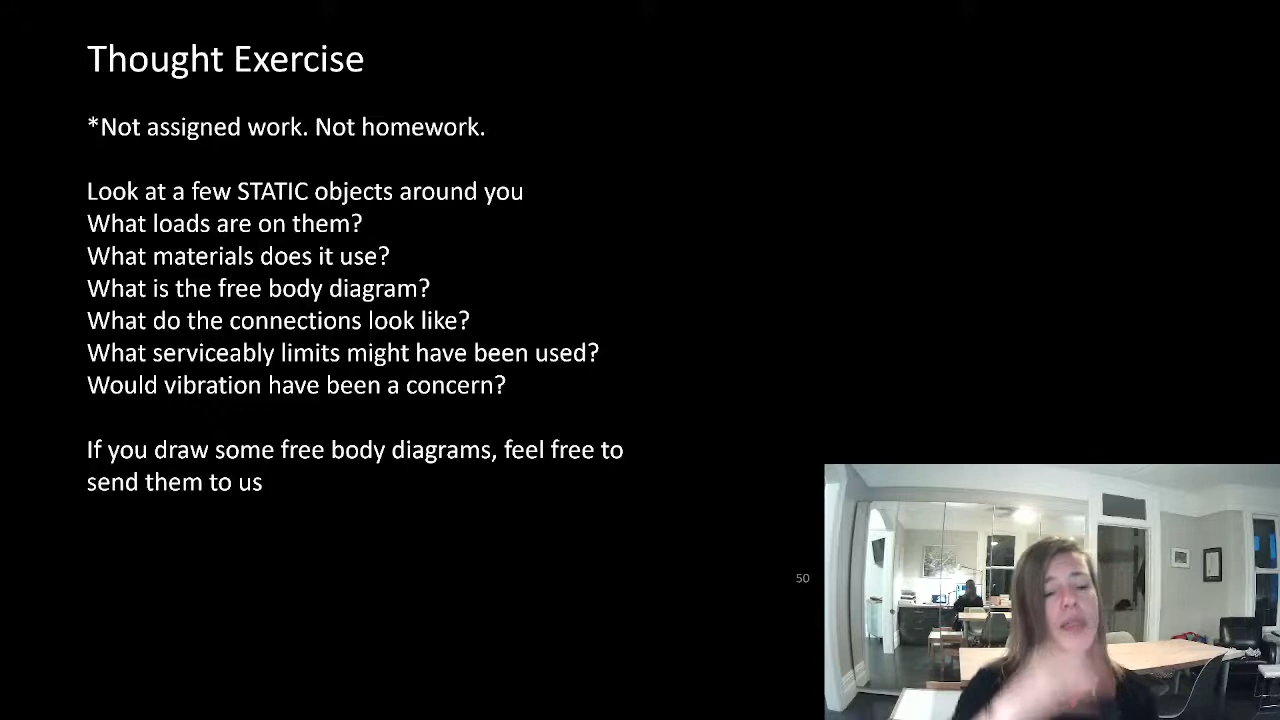 Thought Exercise
*Not assigned work. Not homework.
Look at a few STATIC objects around you
What loads are on them?
What materials does it use?
What is the free body diagram?
What do the connections look like?
What serviceably limits might have been used?
Would vibration have been a concern?
If you draw some free body diagrams, feel free to
send them to us
50